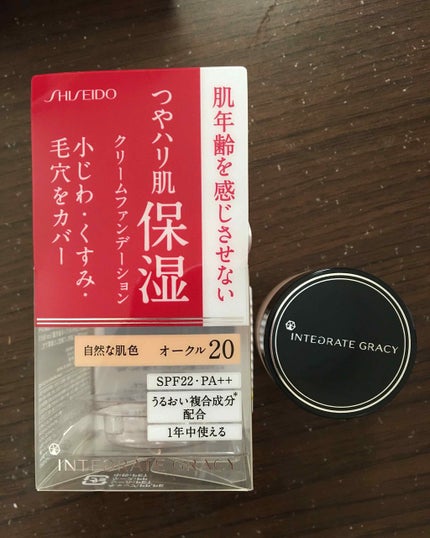 SHISEIDO
肌年齢を感じさせない
つやハリ肌
保湿
クリームファンデーション
小じわ・くすみ・
毛穴をカバー
自然な肌色 オークル20
SPF22・PA++
うるおい複合成分*
配合
1年中使える
INTEGRATE GRACY
INTEGRATE GRACY